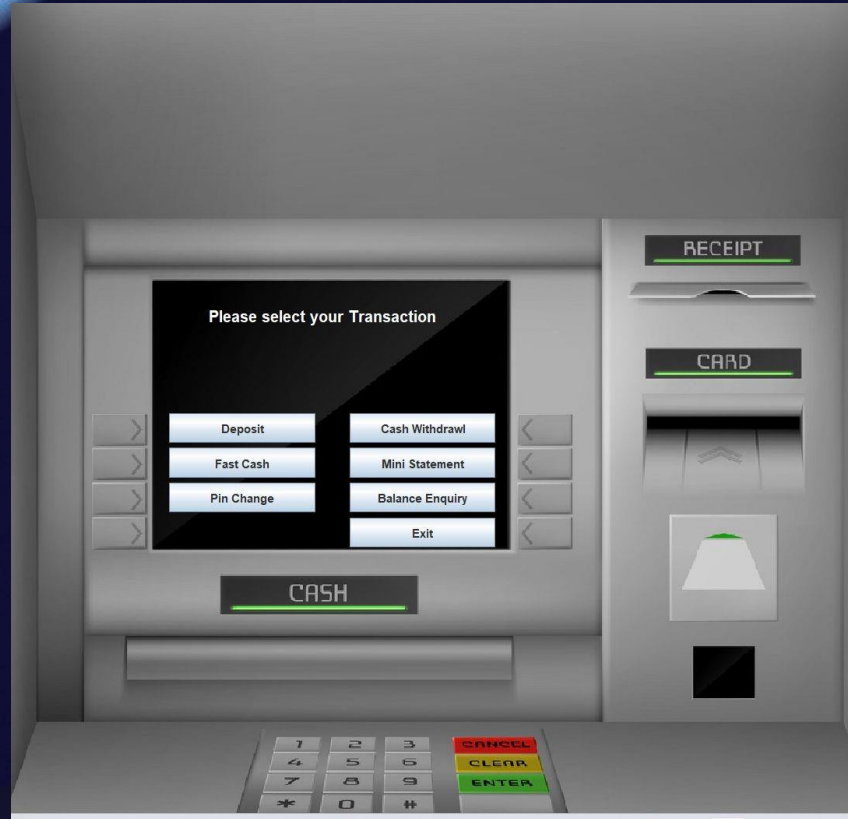 RECEIPT
Please select your Transaction
CARD
Deposit
Cash Withdrawl
Fast Cash
Mini Statement
Pin Change
Balance Enquiry
Exit
CASH
1 2 3 CANCEL
4 5 6 CLEAR
7 8 9 ENTER
* 0 #